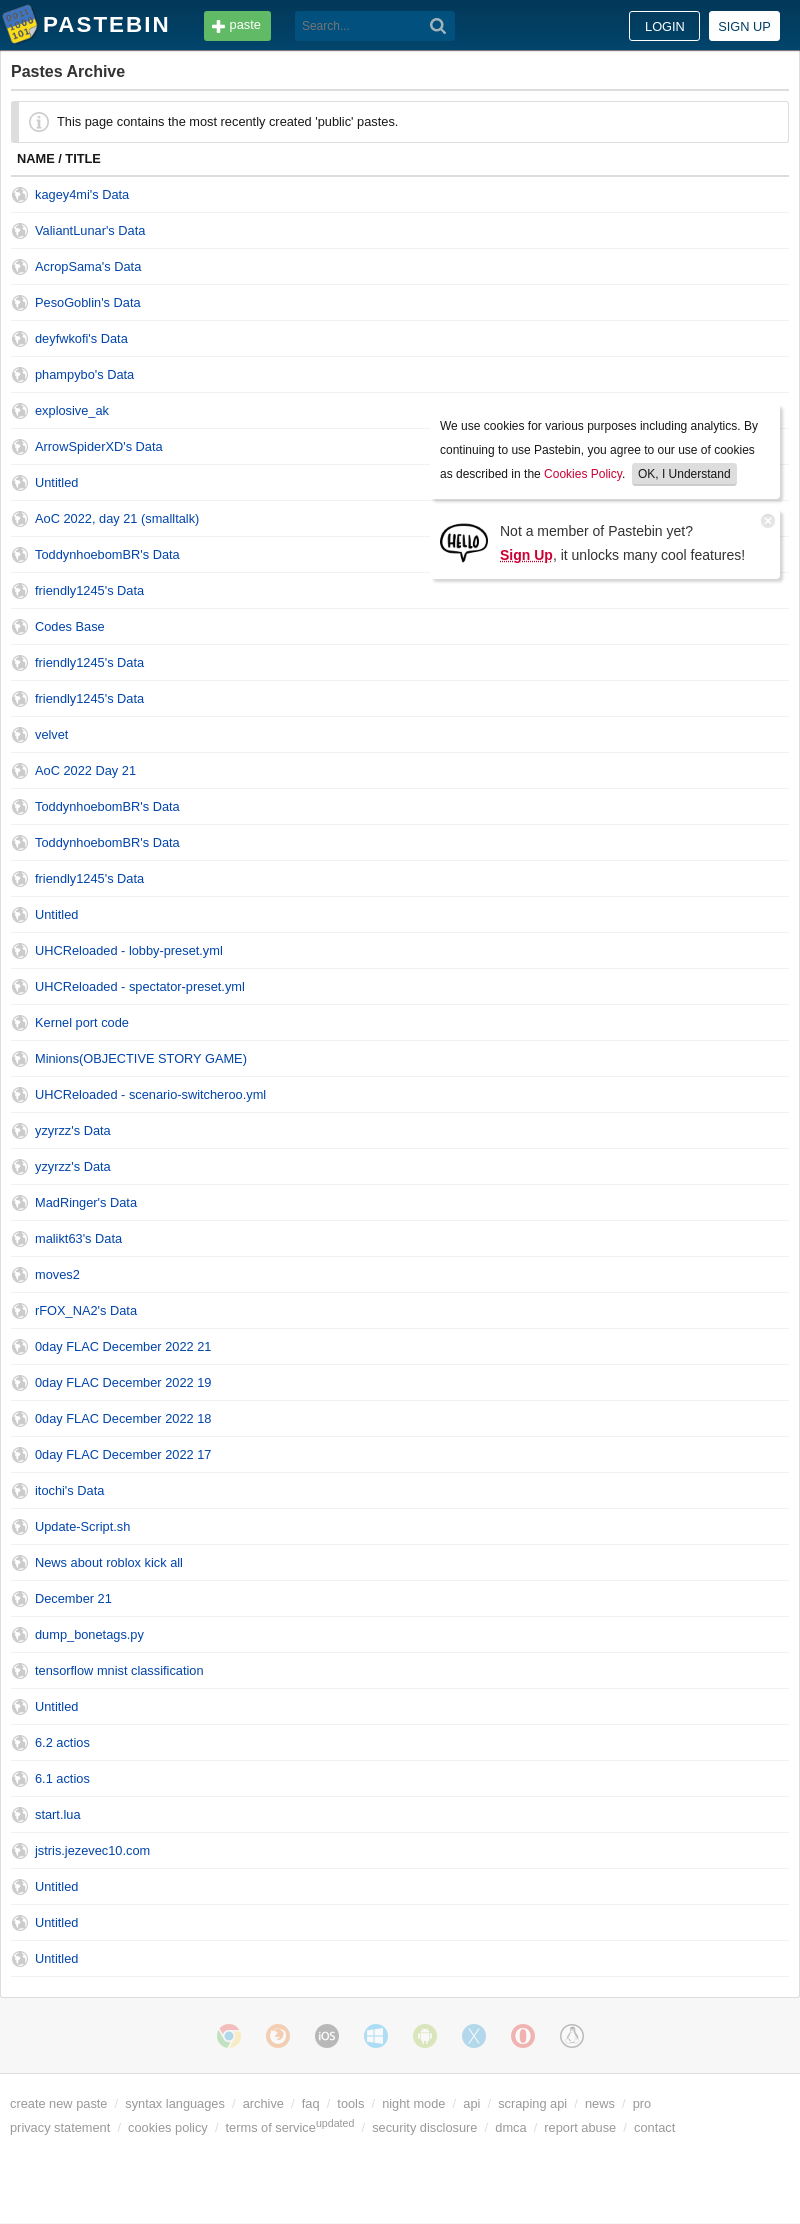 PASTEBIN
paste
Search...
LOGIN
SIGN UP
Pastes Archive
This page contains the most recently created 'public' pastes.
NAME / TITLE
kagey4mi's Data
ValiantLunar's Data
AcropSama's Data
PesoGoblin's Data
deyfwkofi's Data
phampybo's Data
explosive_ak
ArrowSpiderXD's Data
Untitled
AoC 2022, day 21 (smalltalk)
ToddynhoebomBR's Data
friendly1245's Data
Codes Base
friendly1245's Data
friendly1245's Data
velvet
AoC 2022 Day 21
ToddynhoebomBR's Data
ToddynhoebomBR's Data
friendly1245's Data
Untitled
UHCReloaded - lobby-preset.yml
UHCReloaded - spectator-preset.yml
Kernel port code
Minions(OBJECTIVE STORY GAME)
UHCReloaded - scenario-switcheroo.yml
yzyrzz's Data
yzyrzz's Data
MadRinger's Data
malikt63's Data
moves2
rFOX_NA2's Data
0day FLAC December 2022 21
0day FLAC December 2022 19
0day FLAC December 2022 18
0day FLAC December 2022 17
itochi's Data
Update-Script.sh
News about roblox kick all
December 21
dump_bonetags.py
tensorflow mnist classification
Untitled
6.2 actios
6.1 actios
start.lua
jstris.jezevec10.com
Untitled
Untitled
Untitled
We use cookies for various purposes including analytics. By
continuing to use Pastebin, you agree to our use of cookies
as described in the Cookies Policy. OK, I Understand
HELLO
Not a member of Pastebin yet?
Sign Up, it unlocks many cool features!
iOS
create new paste / syntax languages / archive / faq / tools / night mode / api / scraping api / news / pro
privacy statement / cookies policy / terms of service updated / security disclosure / dmca / report abuse / contact